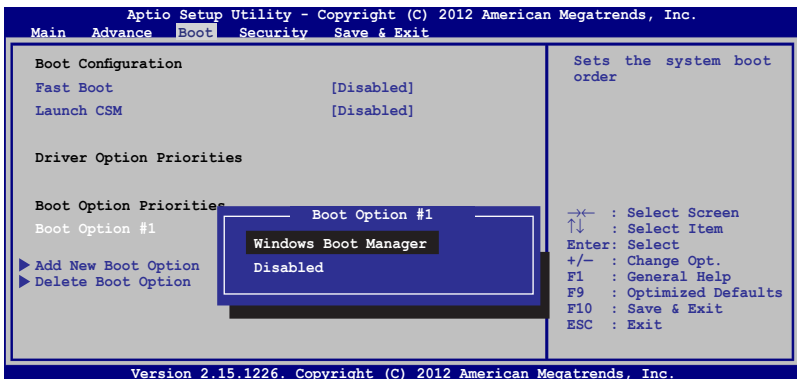 Aptio Setup Utility - Copyright (C) 2012 American Megatrends, Inc.
Main Advance Boot Security Save & Exit
Boot Configuration
Fast Boot [Disabled]
Launch CSM [Disabled]
Driver Option Priorities
Boot Option Priorities
Boot Option #1
Add New Boot Option
Delete Boot Option
Boot Option #1
Windows Boot Manager
Disabled
Sets the system boot
order
→← : Select Screen
↑↓ : Select Item
Enter: Select
+/— : Change Opt.
F1 : General Help
F9 : Optimized Defaults
F10 : Save & Exit
ESC : Exit
Version 2.15.1226. Copyright (C) 2012 American Megatrends, Inc.